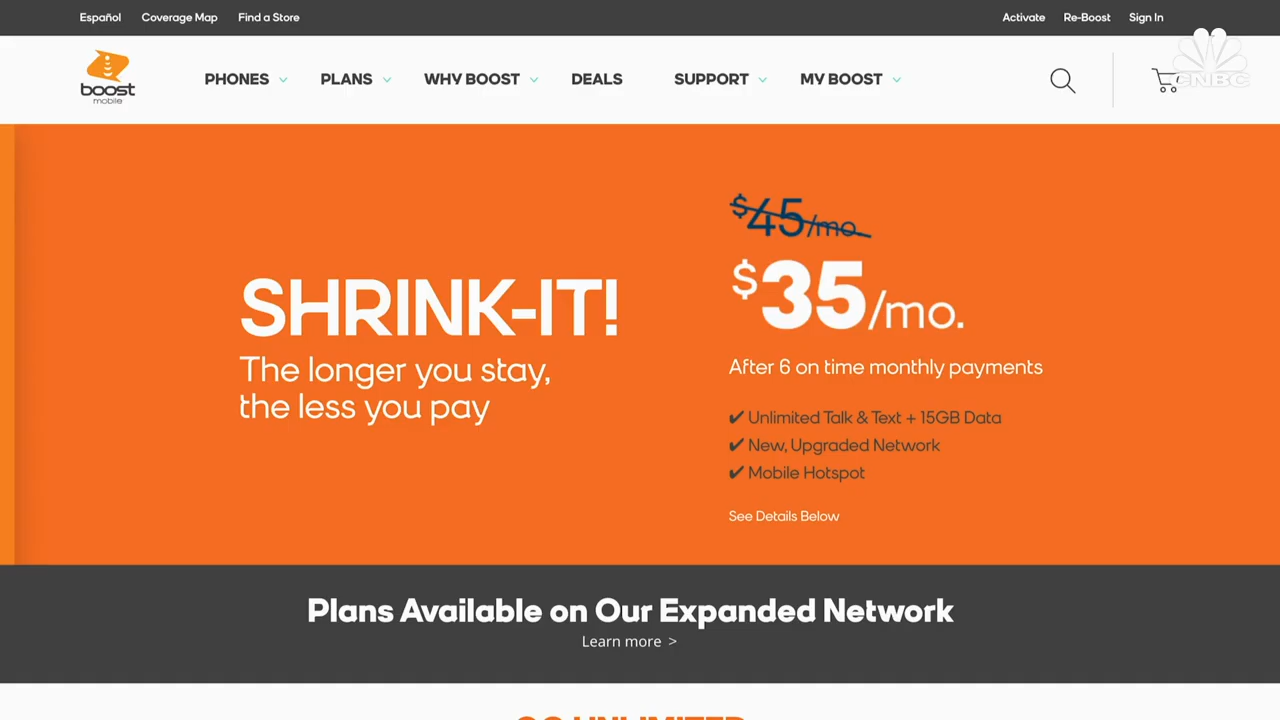 Español Coverage Map Find a Store Activate Re-Boost Sign In
boost
mobile
PHONES PLANS WHY BOOST DEALS SUPPORT MY BOOST
CNBC
$45/mo.
$35/mo.
SHRINK-IT!
The longer you stay,
the less you pay
After 6 on time monthly payments
✔ Unlimited Talk & Text + 15GB Data
✔ New, Upgraded Network
✔ Mobile Hotspot
See Details Below
Plans Available on Our Expanded Network
Learn more >
GO UNLIMITED